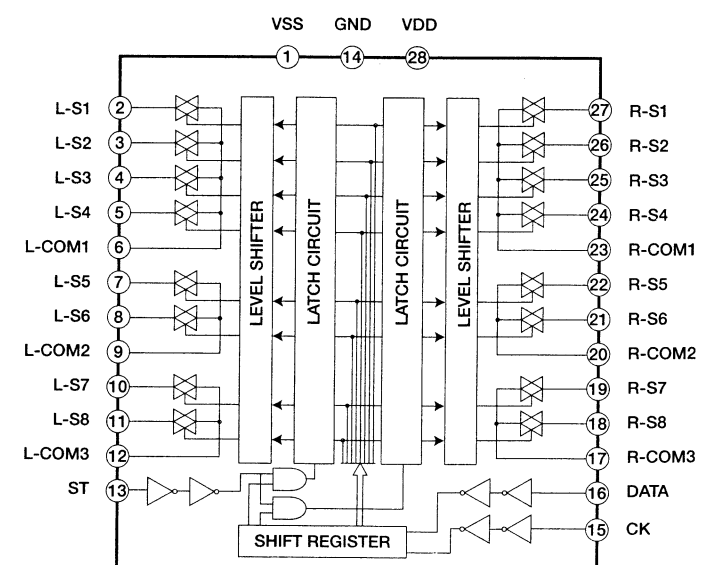 VSS GND VDD
1 14 28
L-S1 2 27 R-S1
L-S2 3 26 R-S2
L-S3 4 25 R-S3
L-S4 5 24 R-S4
L-COM1 6 23 R-COM1
L-S5 7 22 R-S5
L-S6 8 21 R-S6
L-COM2 9 20 R-COM2
L-S7 10 19 R-S7
L-S8 11 18 R-S8
L-COM3 12 17 R-COM3
ST 13 16 DATA
15 CK
LEVEL SHIFTER
LATCH CIRCUIT
LATCH CIRCUIT
LEVEL SHIFTER
SHIFT REGISTER